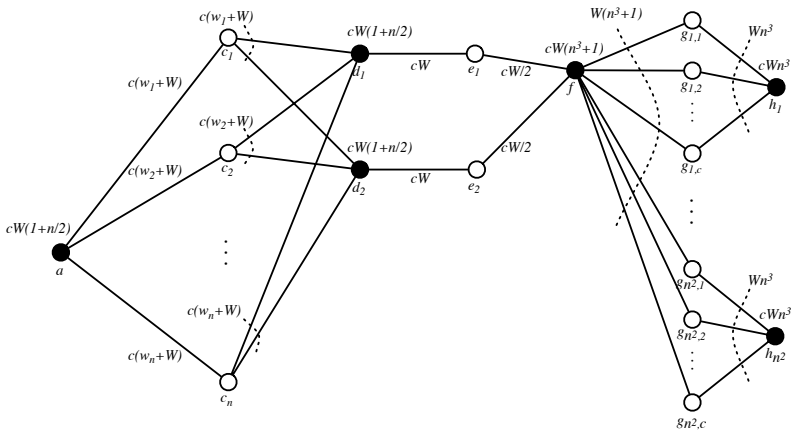 c(w1+W)
c1
c(w1+W)
cW(1+n/2)
d1
cW
e1
cW/2
cW(n³+1)
f
W(n³+1)
g1,1
Wn³
cWn³
h1
g1,2
g1,c
c(w2+W)
c2
c(w2+W)
cW(1+n/2)
d2
cW
e2
cW/2
cW(1+n/2)
a
c(wn+W)
c(wn+W)
cn
gn²,1
Wn³
cWn³
hn²
gn²,2
gn²,c